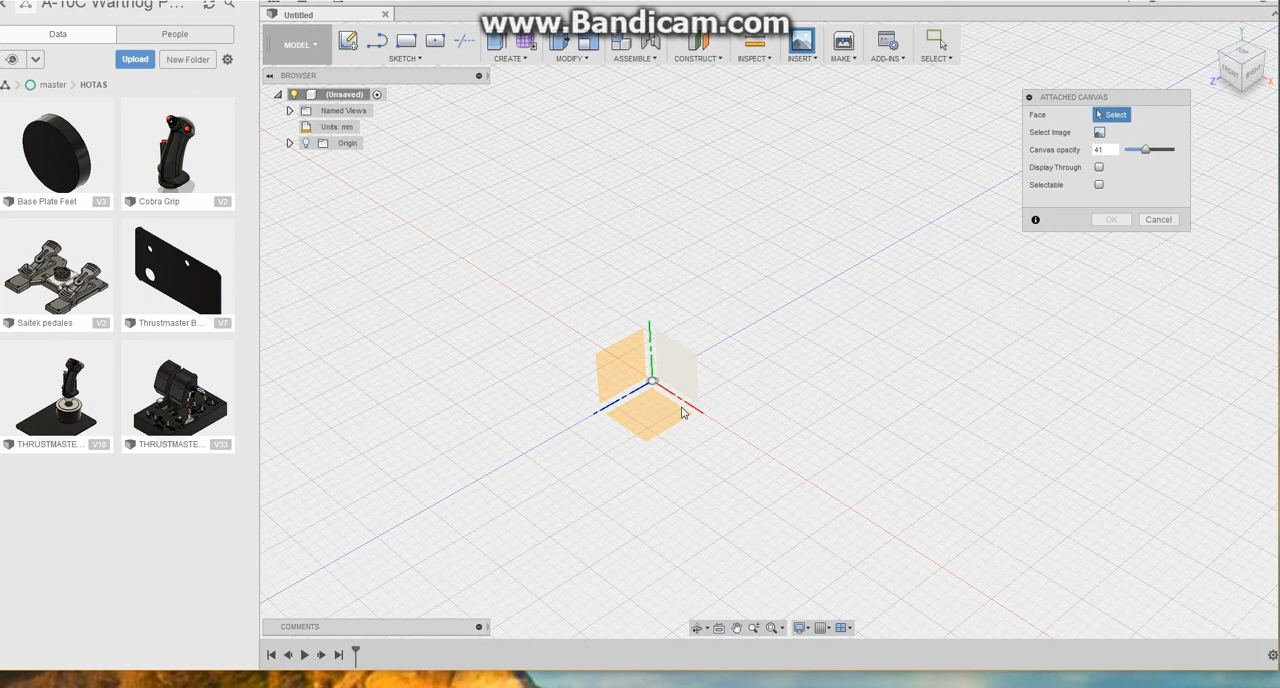 A-10C Warthog P...
Untitled
www.Bandicam.com
Data
People
MODEL
SKETCH
CREATE
MODIFY
ASSEMBLE
CONSTRUCT
INSPECT
INSERT
MAKE
ADD-INS
SELECT
Upload
New Folder
master
HOTAS
BROWSER
(Unsaved)
Named Views
Units: mm
Origin
TOP
FRONT
RIGHT
Y
Z
X
ATTACHED CANVAS
Face
Select
Select Image
Canvas opacity
41
Display Through
Selectable
OK
Cancel
Base Plate Feet
V3
Cobra Grip
V2
Saitek pedales
V2
Thrustmaster B...
V7
THRUSTMASTE...
V18
THRUSTMASTE...
V33
COMMENTS